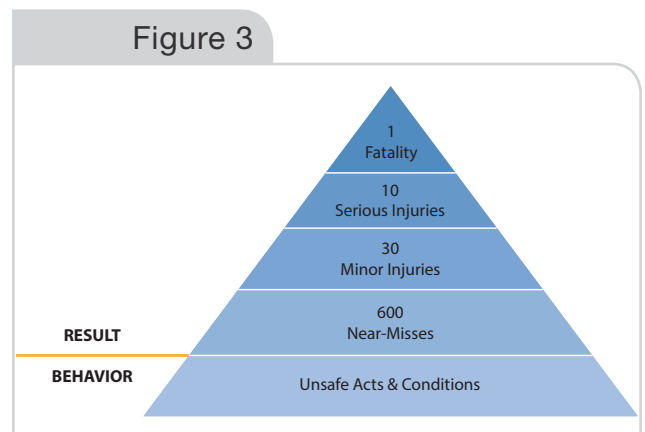 Figure 3
1
Fatality
10
Serious Injuries
30
Minor Injuries
600
Near-Misses
RESULT
BEHAVIOR
Unsafe Acts & Conditions